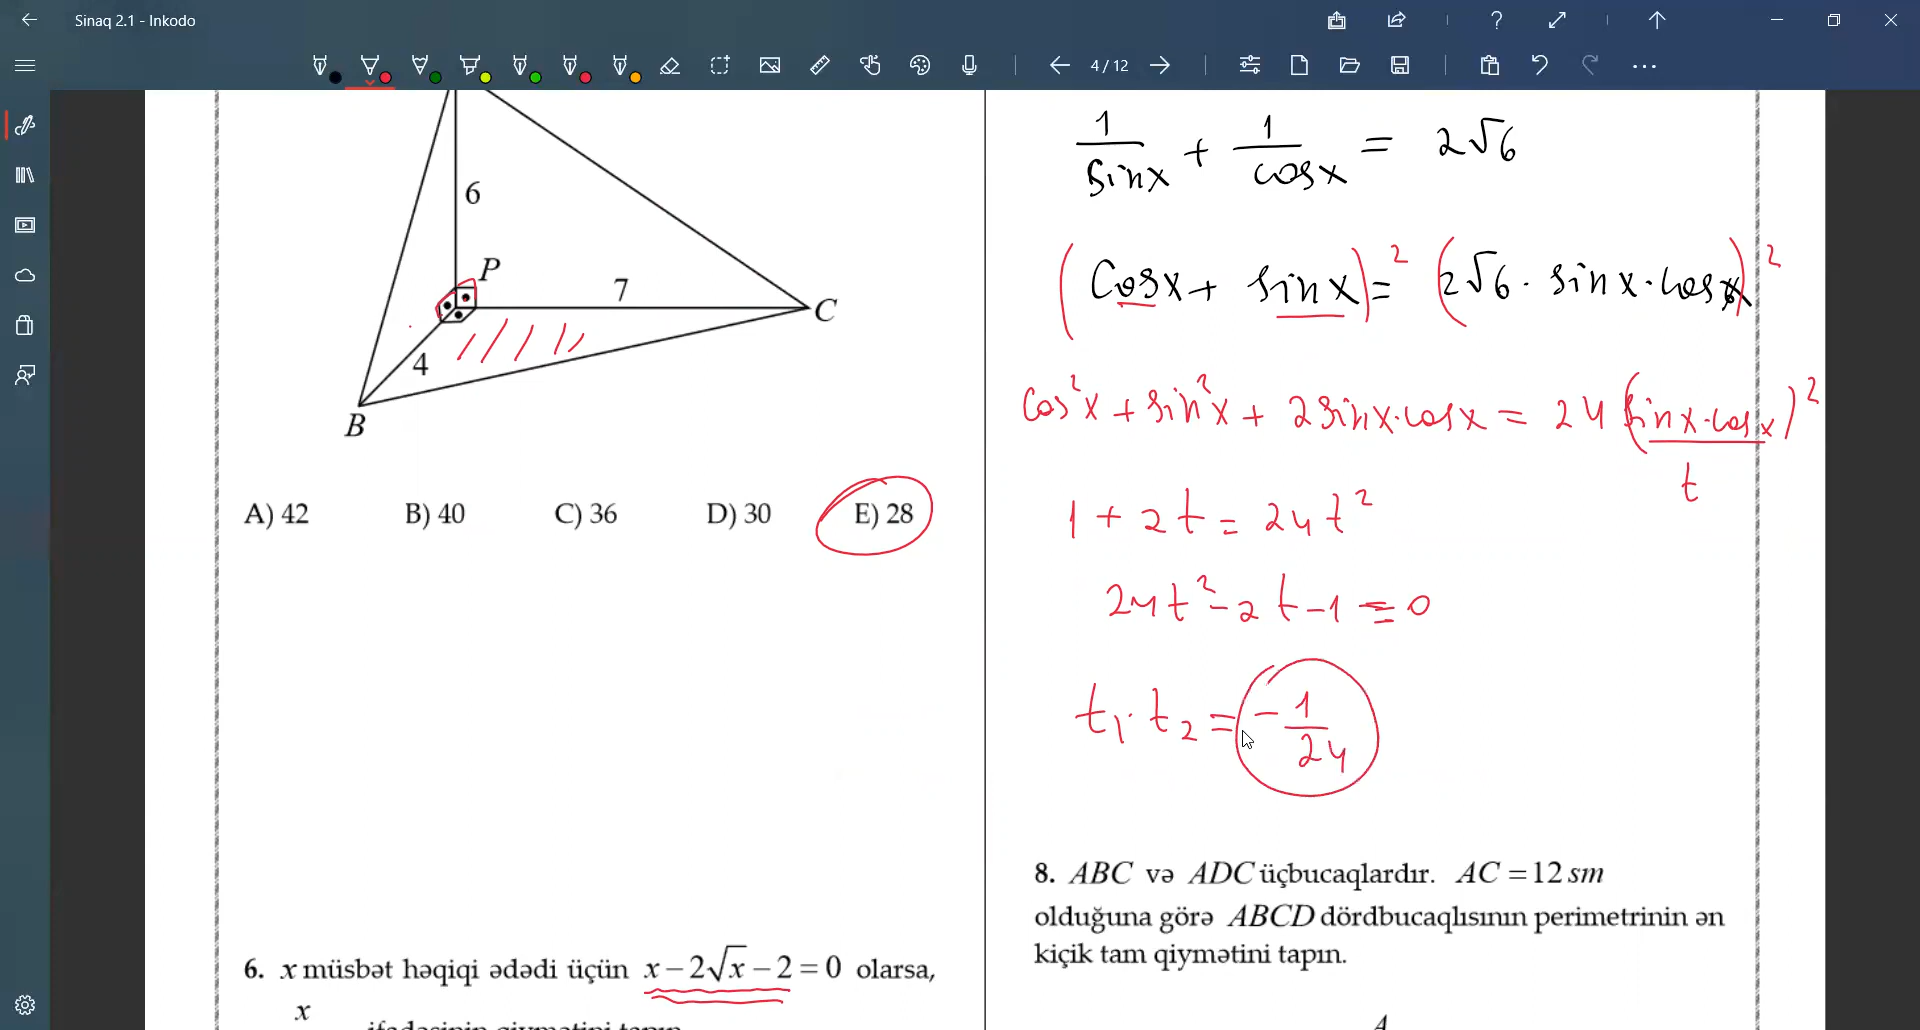 Sinaq 2.1 - Inkodo
4 / 12
6
P
7
C
4
B
A) 42 B) 40 C) 36 D) 30 E) 28
6. x müsbət həqiqi ədədi üçün x − 2√x − 2 = 0 olarsa,
x
ifadəsinin qiymətini tapın
1/sinx + 1/cosx = 2√6
(cosx + sinx)² = (2√6 · sinx · cosx)²
cos²x + sin²x + 2sinx·cosx = 24(sinx·cosx)²
t
1 + 2t = 24t²
24t² − 2t − 1 = 0
t₁ · t₂ = −1/24
8. ABC və ADC üçbucaqlardır. AC = 12 sm
olduğuna görə ABCD dördbucaqlısının perimetrinin ən
kiçik tam qiymətini tapın.
A